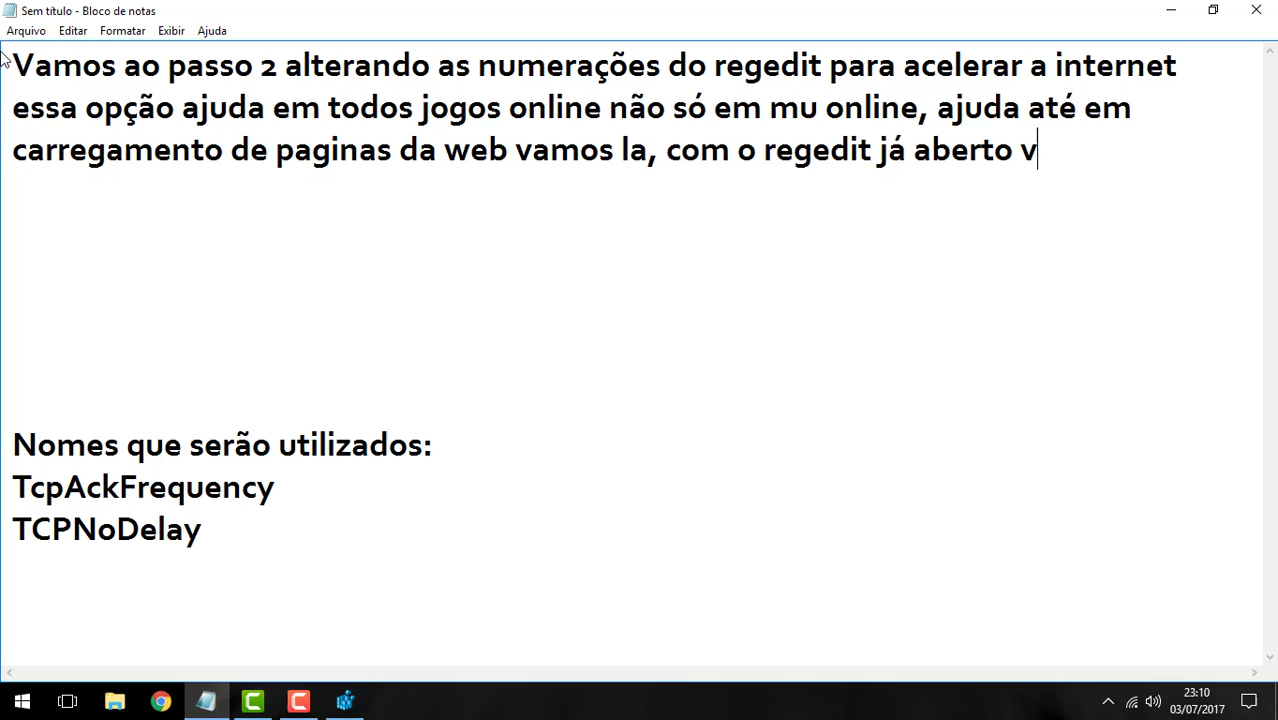 Sem título - Bloco de notas
Arquivo Editar Formatar Exibir Ajuda
Vamos ao passo 2 alterando as numerações do regedit para acelerar a internet
essa opção ajuda em todos jogos online não só em mu online, ajuda até em
carregamento de paginas da web vamos la, com o regedit já aberto v
Nomes que serão utilizados:
TcpAckFrequency
TCPNoDelay
23:10
03/07/2017